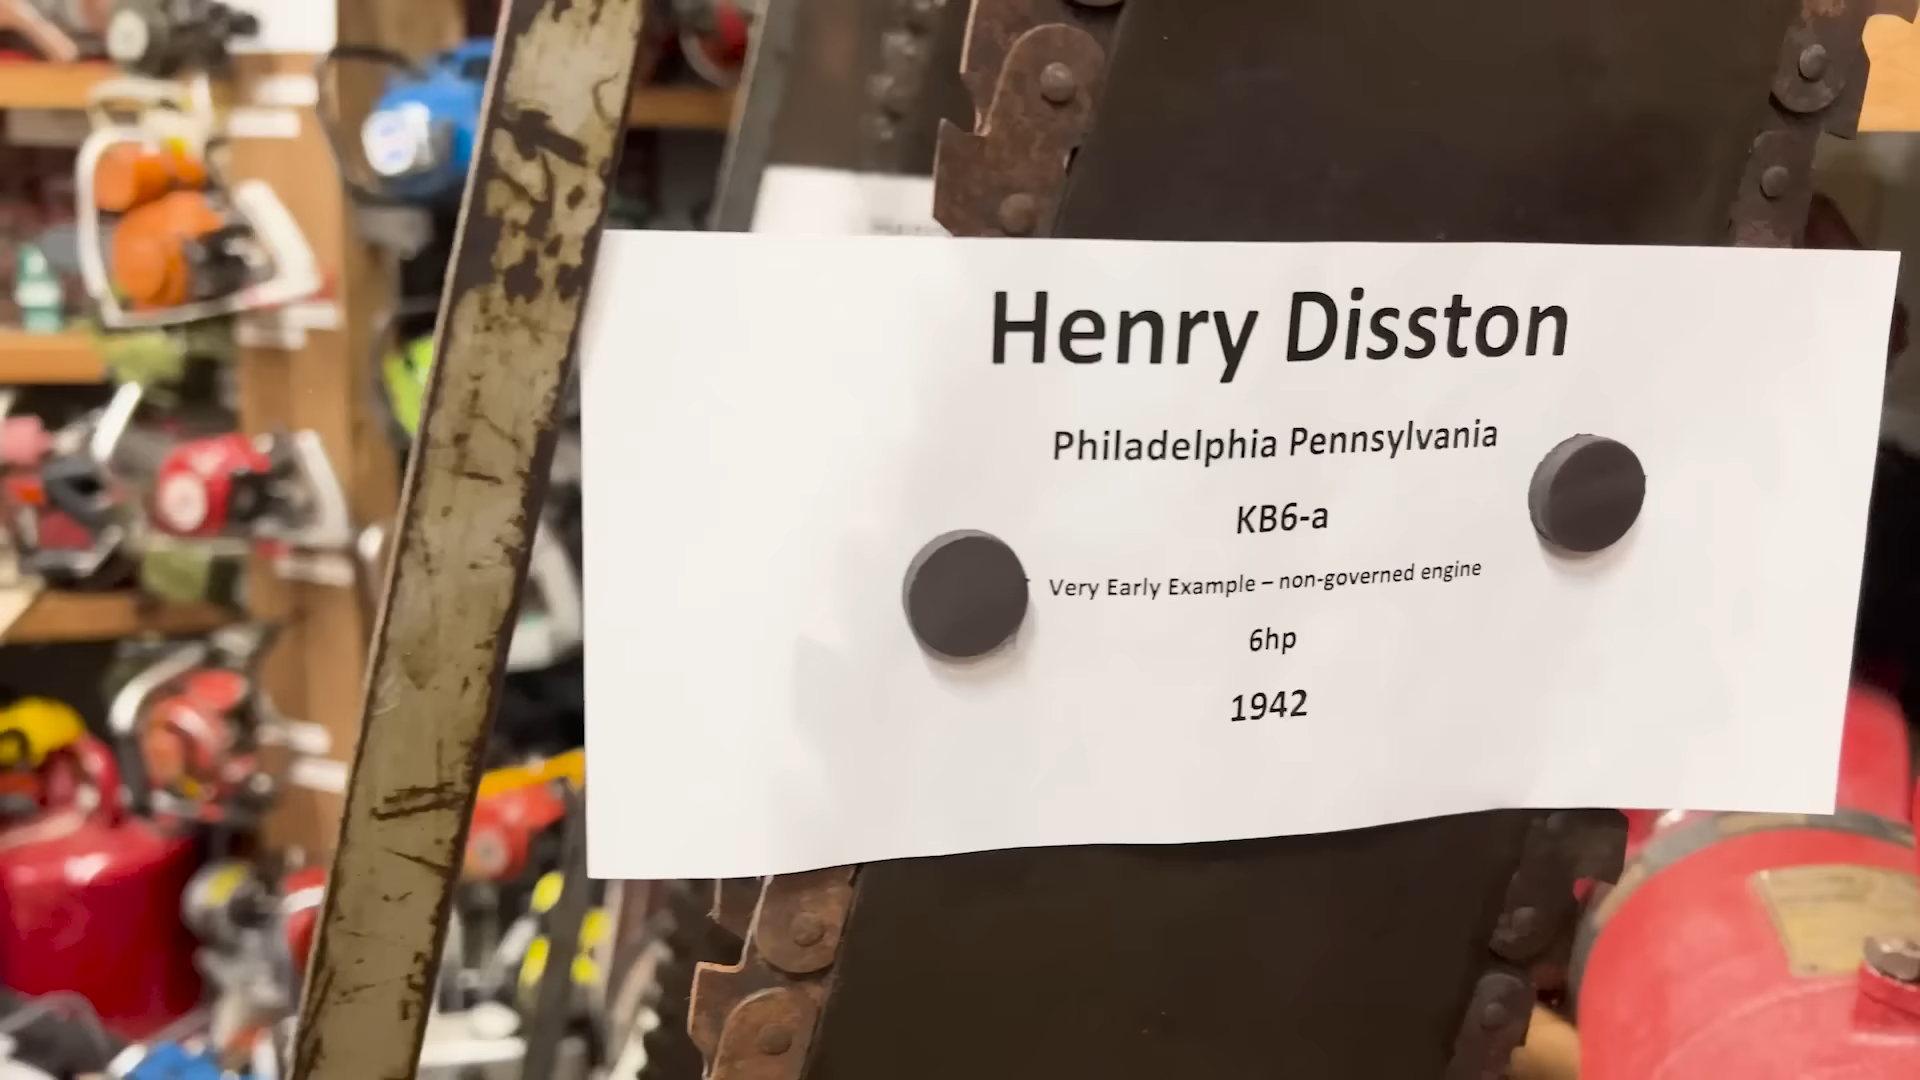 Henry Disston
Philadelphia Pennsylvania
KB6-a
Very Early Example – non-governed engine
6hp
1942